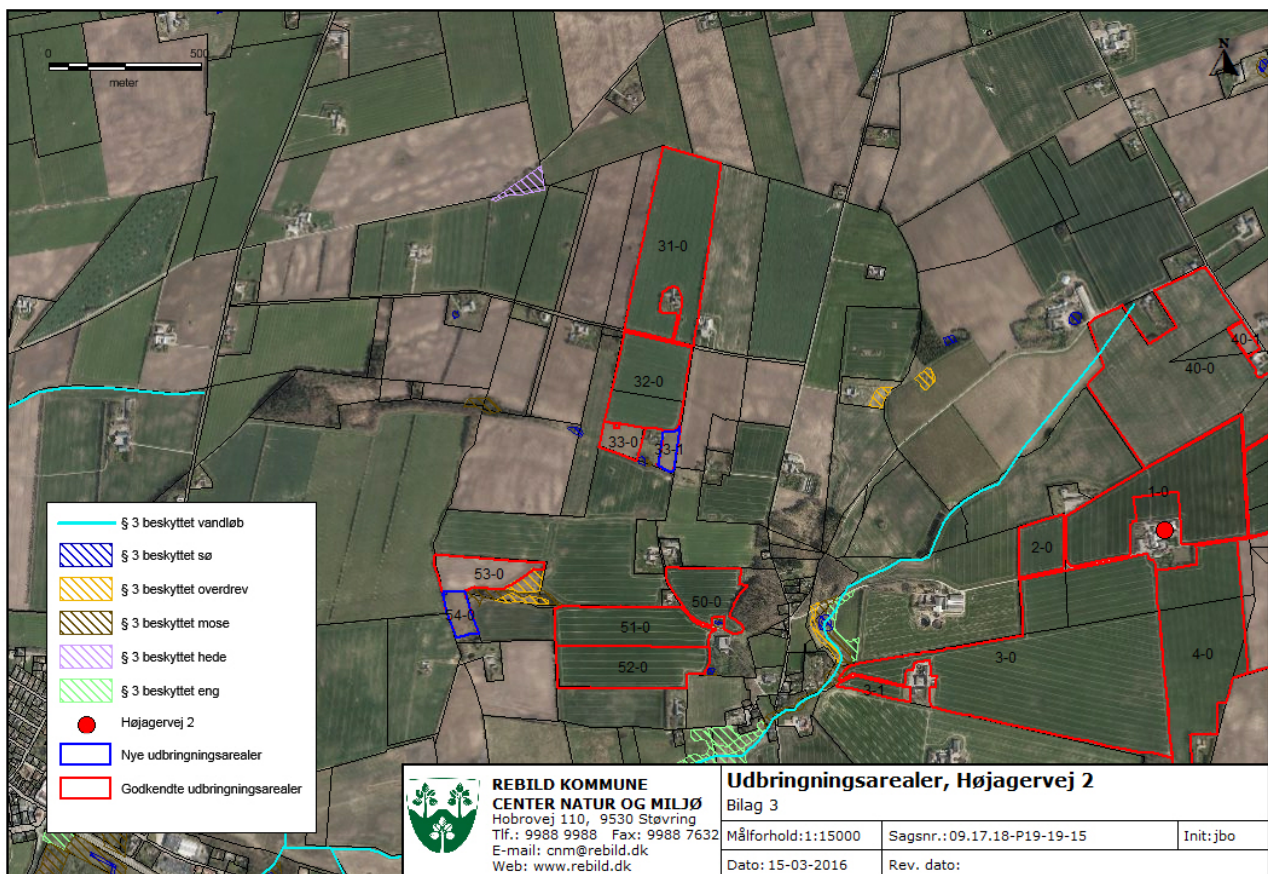 0 500
meter
N
31-0
32-0
33-0
33-1
40-1
40-0
1-0
2-0
53-0
54-0
50-0
51-0
52-0
3-0
3-1
4-0
§ 3 beskyttet vandløb
§ 3 beskyttet sø
§ 3 beskyttet overdrev
§ 3 beskyttet mose
§ 3 beskyttet hede
§ 3 beskyttet eng
Højagervej 2
Nye udbringningsarealer
Godkendte udbringningsarealer
REBILD KOMMUNE
CENTER NATUR OG MILJØ
Hobrovej 110, 9530 Støvring
Tlf.: 9988 9988 Fax: 9988 7632
E-mail: cnm@rebild.dk
Web: www.rebild.dk
Udbringningsarealer, Højagervej 2
Bilag 3
Målforhold:1:15000 Sagsnr.:09.17.18-P19-19-15 Init:jbo
Dato: 15-03-2016 Rev. dato: